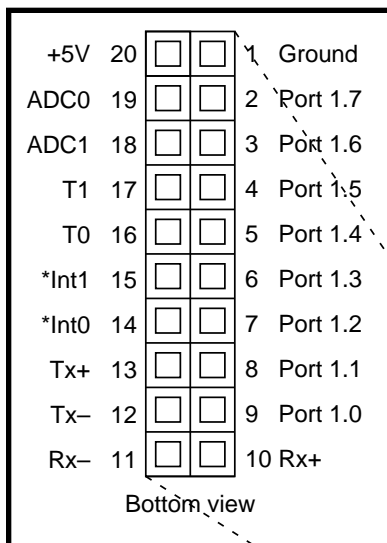 +5V 20 1 Ground
ADC0 19 2 Port 1.7
ADC1 18 3 Port 1.6
T1 17 4 Port 1.5
T0 16 5 Port 1.4
*Int1 15 6 Port 1.3
*Int0 14 7 Port 1.2
Tx+ 13 8 Port 1.1
Tx– 12 9 Port 1.0
Rx– 11 10 Rx+
Bottom view